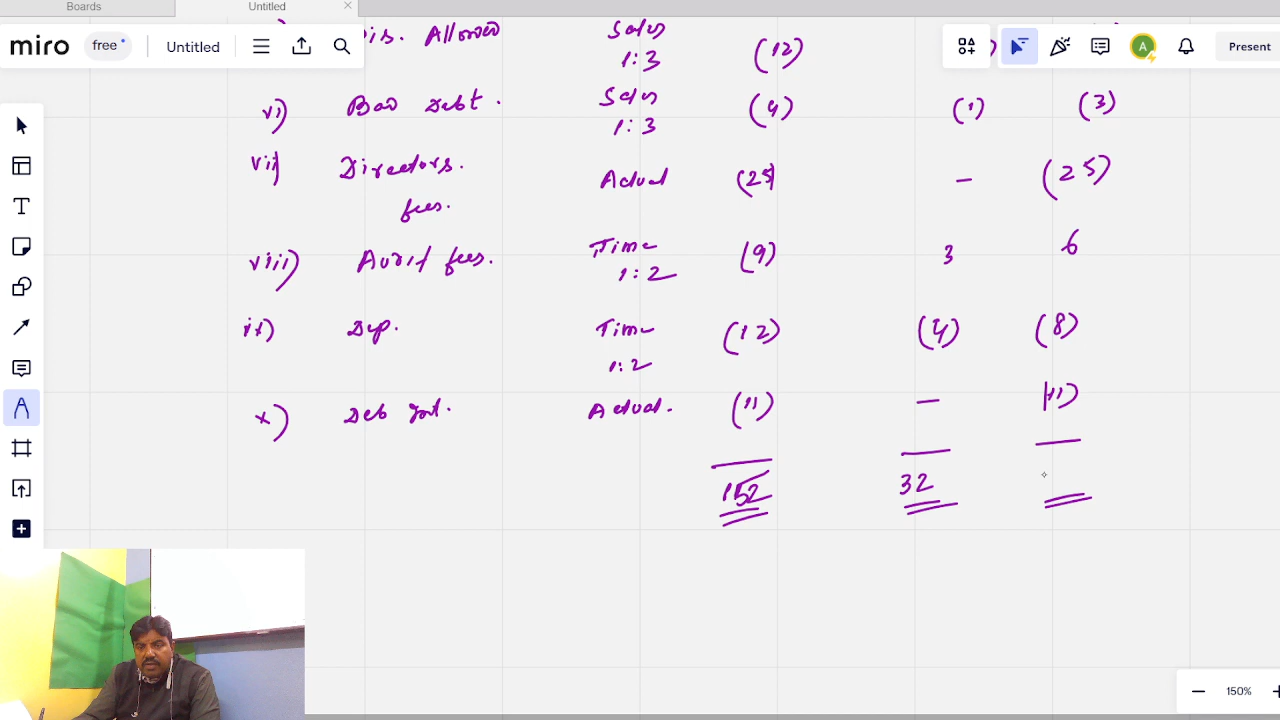 Boards Untitled
miro free Untitled Present
Dis. Allowed Sales (12)
1:3
vi) Bad Debt. Sales (4) (1) (3)
1:3
vii) Directors. Actual (25) — (25)
fees.
viii) Audit fees. Time (9) 3 6
1:2
ix) Dep. Time (12) (4) (8)
1:2
x) Deb Int. Actual. (11) — (11)
152 32
150%